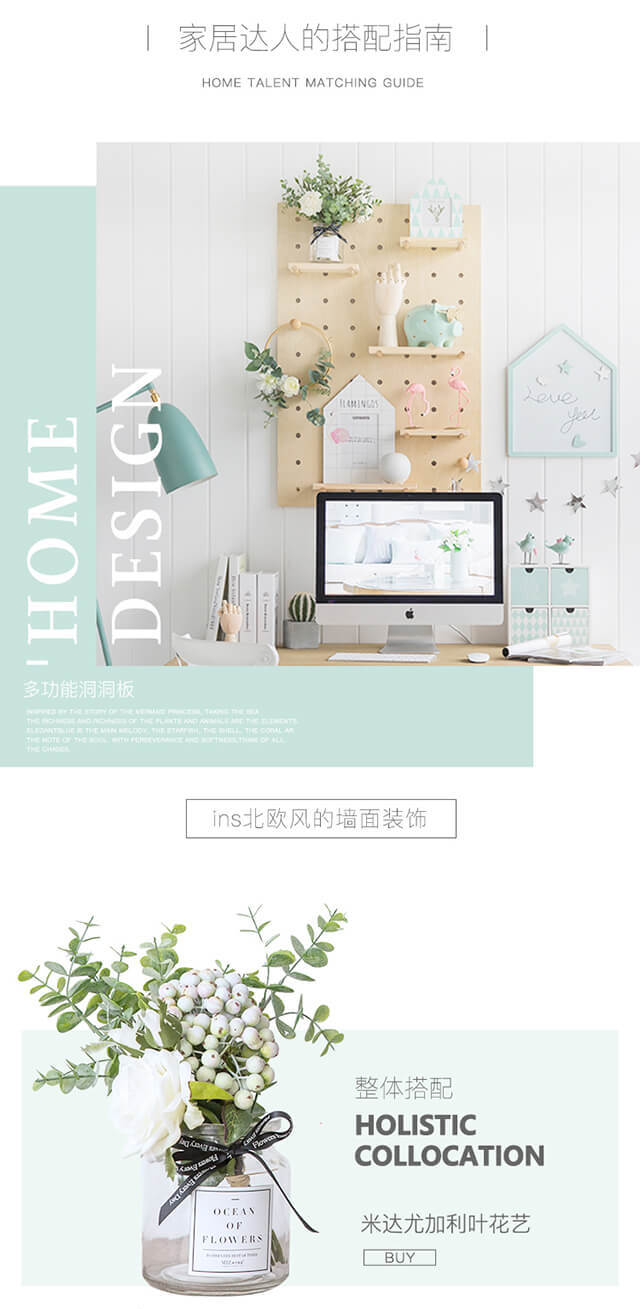 家居达人的搭配指南
HOME TALENT MATCHING GUIDE
'HOME
DESIGN
FLAMINGOS
Love
you
多功能洞洞板
INSPIRED BY THE STORY OF THE MERMAID PRINCESS, TAKING THE SEA
THE RICHNESS AND RICHNESS OF THE PLANTS AND ANIMALS ARE THE ELEMENTS.
ELEGANTBLUE IS THE MAIN MELODY, THE STARFISH, THE SHELL, THE CORAL AR
THE NOTE OF THE SOUL, WITH PERSEVERANCE AND SOFTNESS,THINK OF ALL
THE CHASES.
ins北欧风的墙面装饰
整体搭配
HOLISTIC
COLLOCATION
Flowers Every Day
Flowers Every Day
Flowers
OCEAN
OF
FLOWERS
米达尤加利叶花艺
BUY